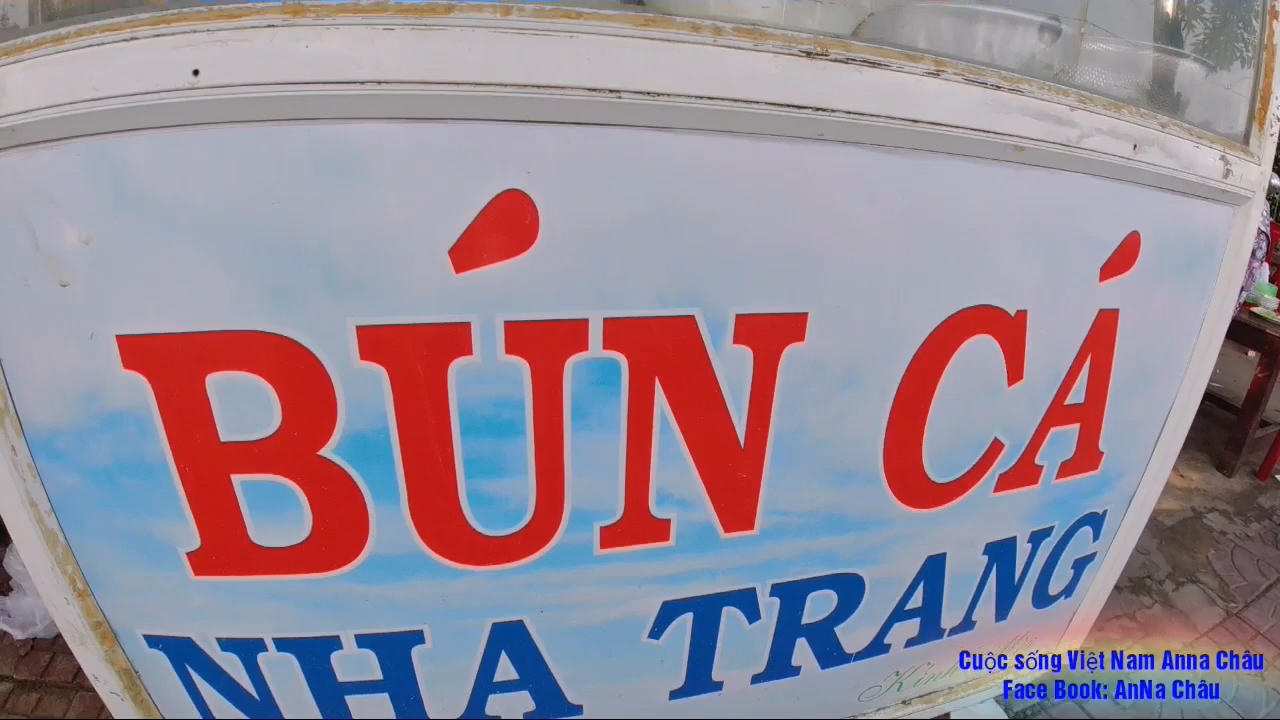 BÚN CÁ
NHA TRANG
Cuộc sống Việt Nam Anna Châu
Face Book: AnNa Châu